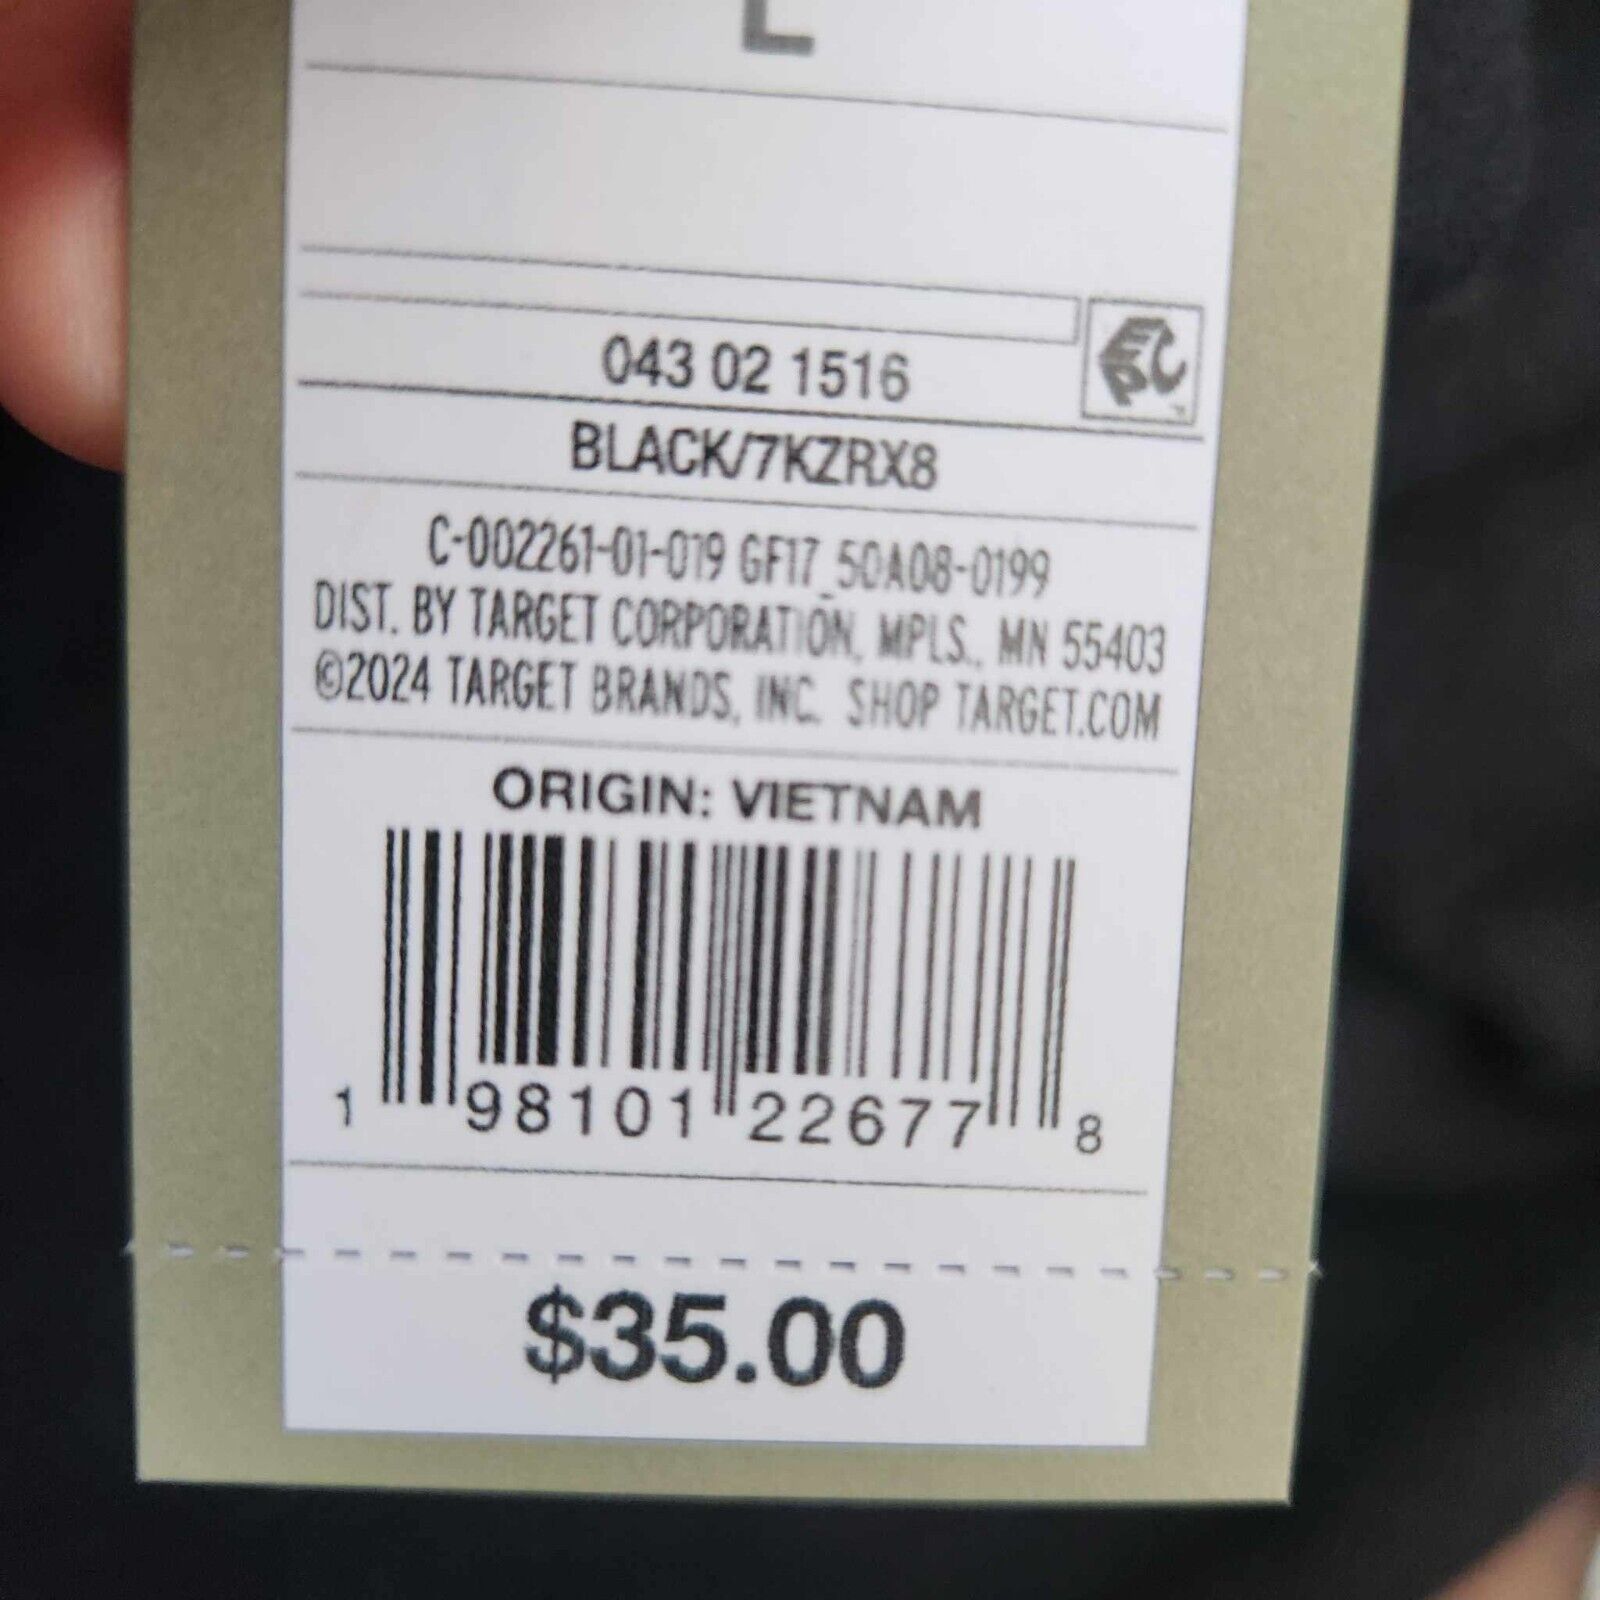 L
043 02 1516
EPC™
BLACK/7KZRX8
C-002261-01-019 GF17_50A08-0199
DIST. BY TARGET CORPORATION, MPLS., MN 55403
©2024 TARGET BRANDS, INC. SHOP TARGET.COM
ORIGIN: VIETNAM
1 98101 22677 8
$35.00